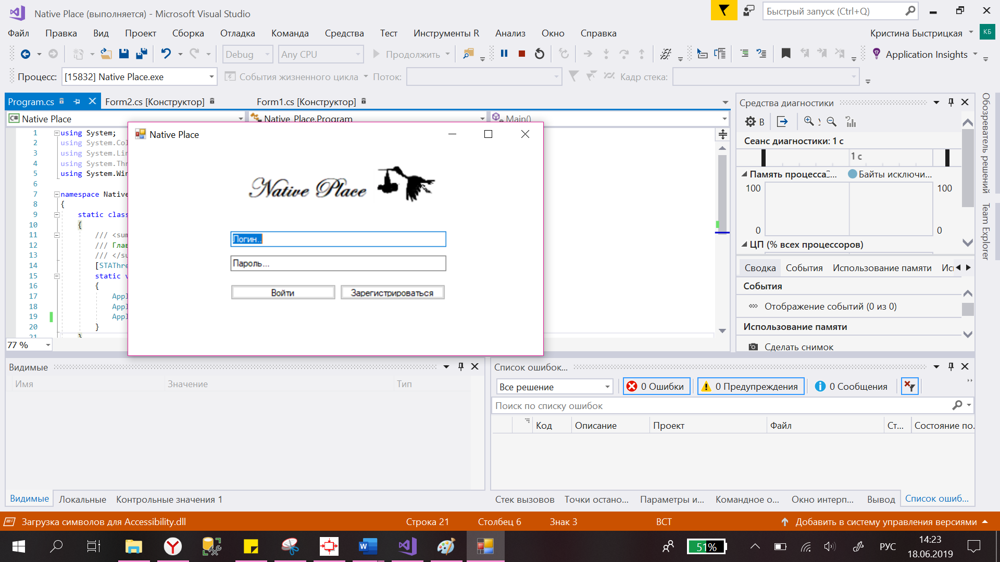 Native Place (выполняется) - Microsoft Visual Studio
Быстрый запуск (Ctrl+Q)
Файл Правка Вид Проект Сборка Отладка Команда Средства Тест Инструменты R Анализ Окно Справка
Кристина Быстрицкая КБ
Debug Any CPU Продолжить Application Insights
Процесс: [15832] Native Place.exe События жизненного цикла Поток: Кадр стека:
Program.cs Form2.cs [Конструктор] Form1.cs [Конструктор]
C# Native Place Native_Place.Program Main()
1 using System;
2 using System.Col
3 using System.Lin
4 using System.Thr
5 using System.Win
6
7 namespace Native
8 {
9 static class
10 {
11 /// <sum
12 /// Глав
13 /// </su
14 [STAThre
15 static v
16 {
17 Appl
18 Appl
19 Appl
20 }
21 }
77 %
Native Place
Native Place
Логин..
Пароль...
Войти Зарегистрироваться
Средства диагностики
В
Сеанс диагностики: 1 с
1 с
Память процесса... Байты исключи...
100 100
0 0
ЦП (% всех процессоров)
Сводка События Использование памяти Ис
События
Отображение событий (0 из 0)
Использование памяти
Сделать снимок
Обозреватель решений
Team Explorer
Видимые
Имя Значение Тип
Видимые Локальные Контрольные значения 1
Список ошибок...
Все решение 0 Ошибки 0 Предупреждения 0 Сообщения
Поиск по списку ошибок
Код Описание Проект Файл Ст... Состояние по.
Стек вызовов Точки остано... Параметры и... Командное о... Окно интерп... Вывод Список ошиб...
Загрузка символов для Accessibility.dll Строка 21 Столбец 6 Знак 3 ВСТ Добавить в систему управления версиями
51% РУС
14:23
18.06.2019